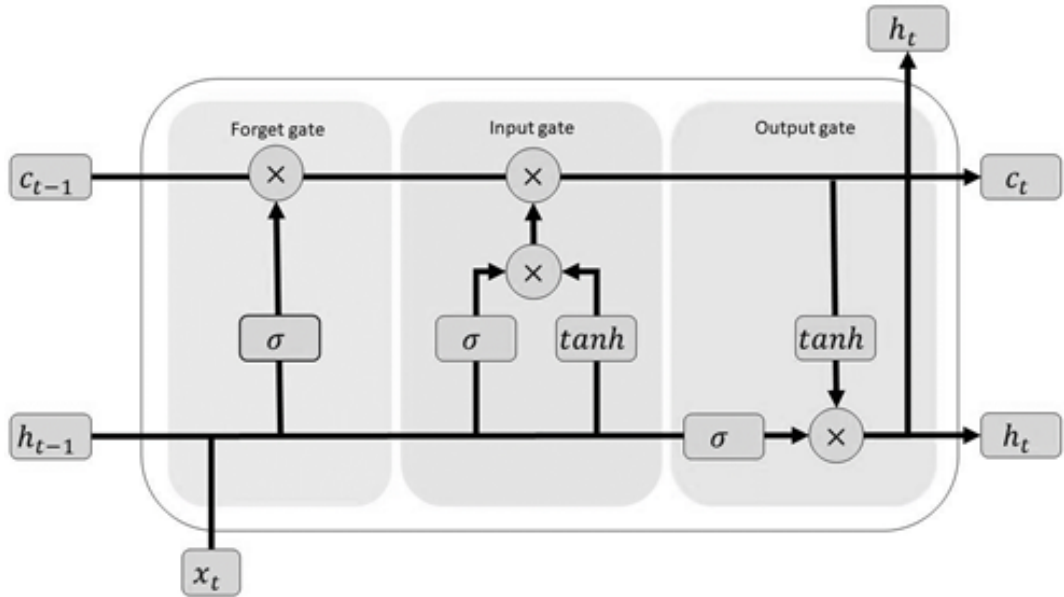 h_t
Forget gate
Input gate
Output gate
c_{t-1}
×
×
c_t
×
σ
σ
tanh
tanh
h_{t-1}
σ
×
h_t
x_t